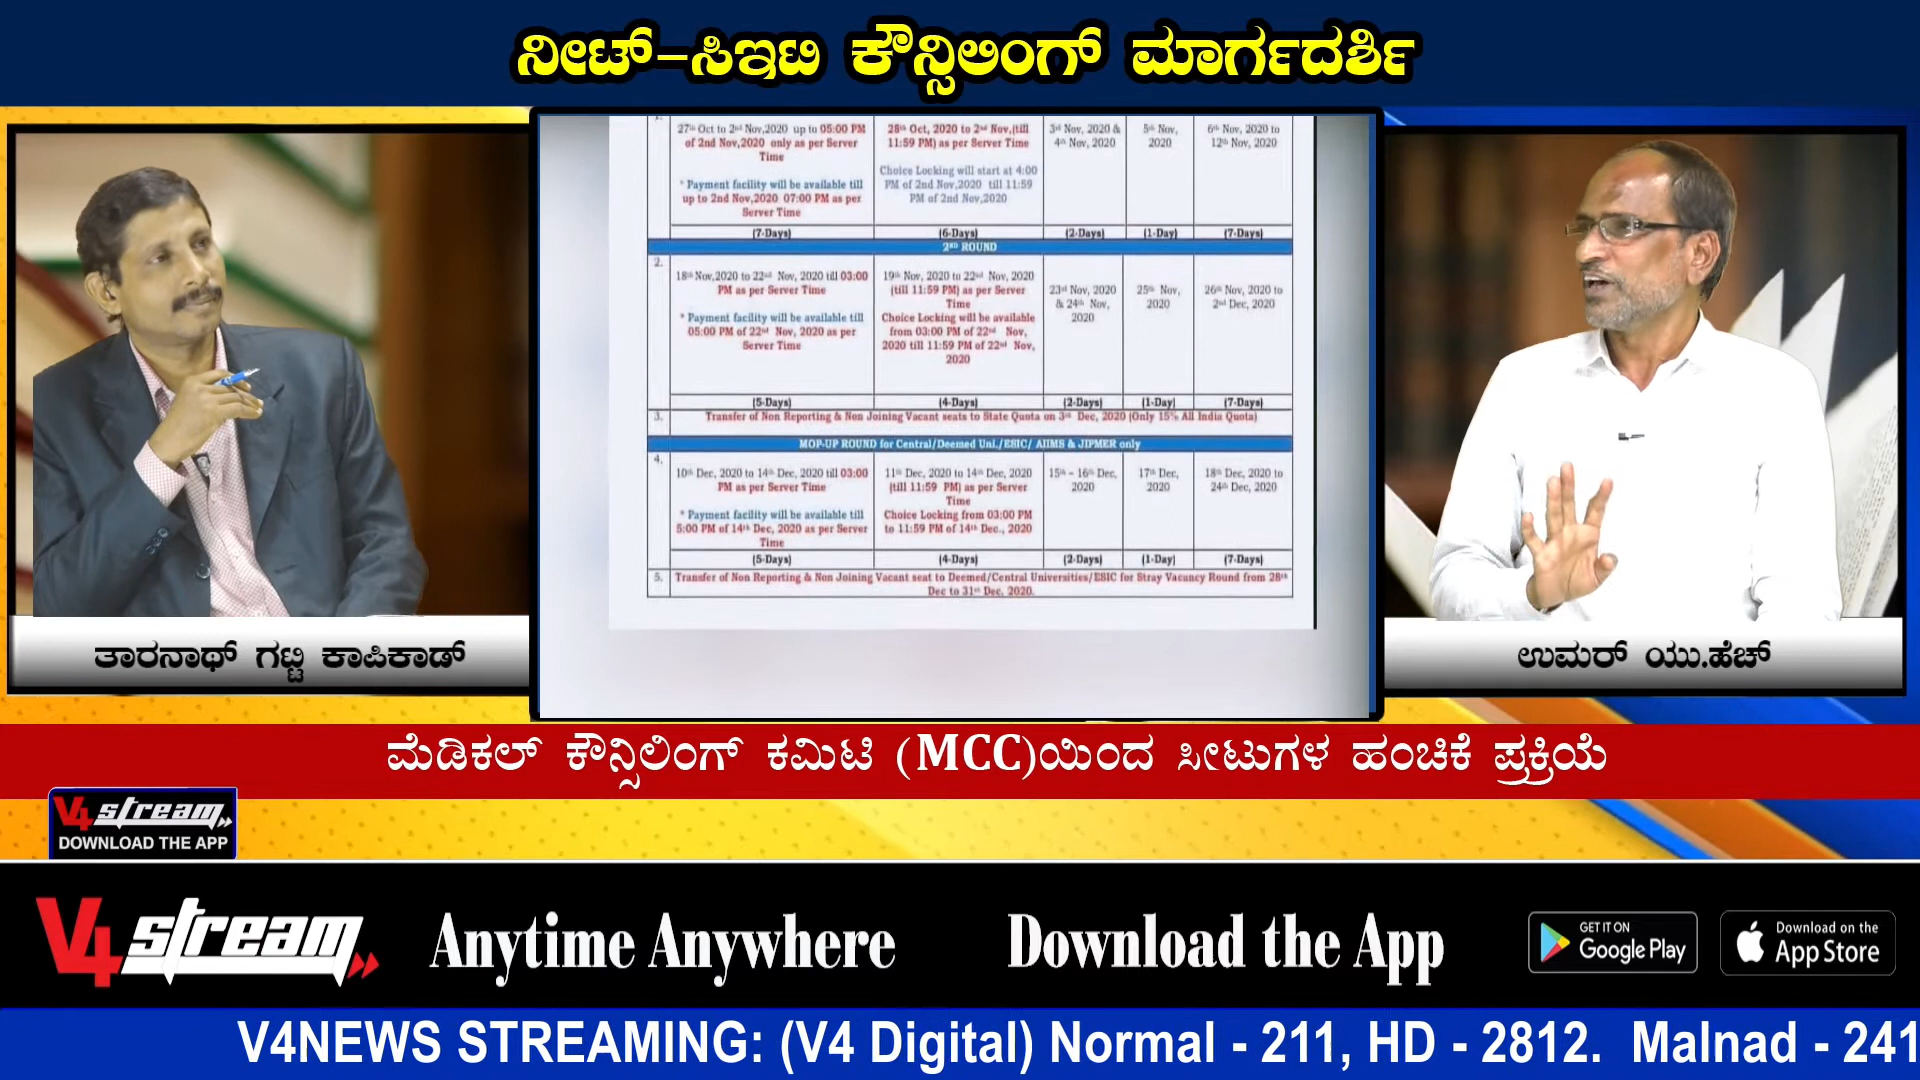 ನೀಟ್-ಸಿಇಟಿ ಕೌನ್ಸಿಲಿಂಗ್ ಮಾರ್ಗದರ್ಶಿ
27th Oct to 2nd Nov,2020 up to 05:00 PM of 2nd Nov,2020 only as per Server Time
* Payment facility will be available till up to 2nd Nov,2020 07:00 PM as per Server Time
(7-Days)
28th Oct, 2020 to 2nd Nov,(till 11:59 PM) as per Server Time
Choice Locking will start at 4:00 PM of 2nd Nov,2020 till 11:59 PM of 2nd Nov,2020
(6-Days)
3rd Nov, 2020 & 4th Nov, 2020
(2-Days)
5th Nov, 2020
(1-Day)
6th Nov, 2020 to 12th Nov, 2020
(7-Days)
2ND ROUND
2.
18th Nov,2020 to 22nd Nov, 2020 till 03:00 PM as per Server Time
* Payment facility will be available till 05:00 PM of 22nd Nov, 2020 as per Server Time
(5-Days)
19th Nov, 2020 to 22nd Nov, 2020 (till 11:59 PM) as per Server Time
Choice Locking will be available from 03:00 PM of 22nd Nov, 2020 till 11:59 PM of 22nd Nov, 2020
(4-Days)
23rd Nov, 2020 & 24th Nov, 2020
(2-Days)
25th Nov, 2020
(1-Day)
26th Nov, 2020 to 2nd Dec, 2020
(7-Days)
3. Transfer of Non Reporting & Non Joining Vacant seats to State Quota on 3rd Dec, 2020 (Only 15% All India Quota)
MOP-UP ROUND for Central/Deemed Uni./ESIC/ AIIMS & JIPMER only
4.
10th Dec, 2020 to 14th Dec, 2020 till 03:00 PM as per Server Time
* Payment facility will be available till 5:00 PM of 14th Dec, 2020 as per Server Time
(5-Days)
11th Dec, 2020 to 14th Dec, 2020 (till 11:59 PM) as per Server Time
Choice Locking from 03:00 PM to 11:59 PM of 14th Dec., 2020
(4-Days)
15th - 16th Dec, 2020
(2-Days)
17th Dec, 2020
(1-Day)
18th Dec, 2020 to 24th Dec, 2020
(7-Days)
5. Transfer of Non Reporting & Non Joining Vacant seat to Deemed/Central Universities/ESIC for Stray Vacancy Round from 28th Dec to 31st Dec, 2020.
ತಾರನಾಥ್ ಗಟ್ಟಿ ಕಾಪಿಕಾಡ್
ಉಮರ್ ಯು.ಹೆಚ್
ಮೆಡಿಕಲ್ ಕೌನ್ಸಿಲಿಂಗ್ ಕಮಿಟಿ (MCC)ಯಿಂದ ಸೀಟುಗಳ ಹಂಚಿಕೆ ಪ್ರಕ್ರಿಯೆ
V4 stream
DOWNLOAD THE APP
V4 stream Anytime Anywhere Download the App
GET IT ON Google Play
Download on the App Store
V4NEWS STREAMING: (V4 Digital) Normal - 211, HD - 2812. Malnad - 241